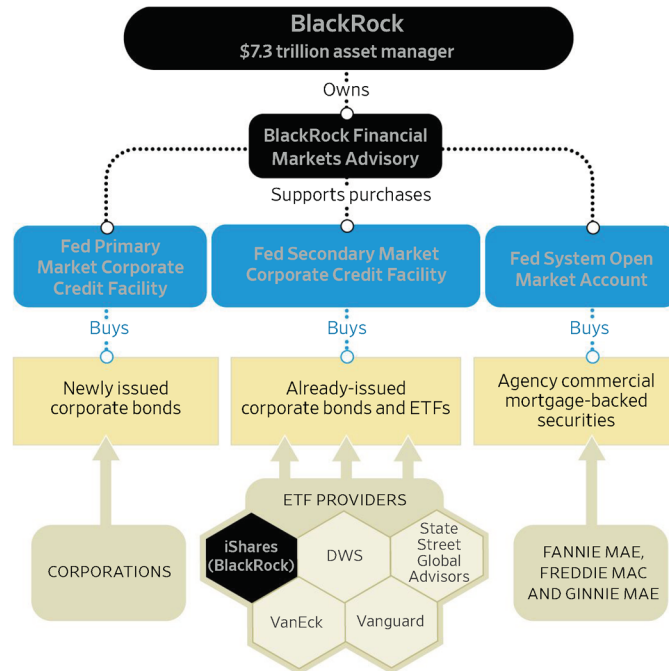 BlackRock
$7.3 trillion asset manager
Owns
BlackRock Financial
Markets Advisory
Supports purchases
Fed Primary
Market Corporate
Credit Facility
Fed Secondary Market
Corporate Credit Facility
Fed System Open
Market Account
Buys
Buys
Buys
Newly issued
corporate bonds
Already-issued
corporate bonds and ETFs
Agency commercial
mortgage-backed
securities
ETF PROVIDERS
CORPORATIONS
iShares
(BlackRock)
DWS
State
Street
Global
Advisors
VanEck
Vanguard
FANNIE MAE,
FREDDIE MAC
AND GINNIE MAE